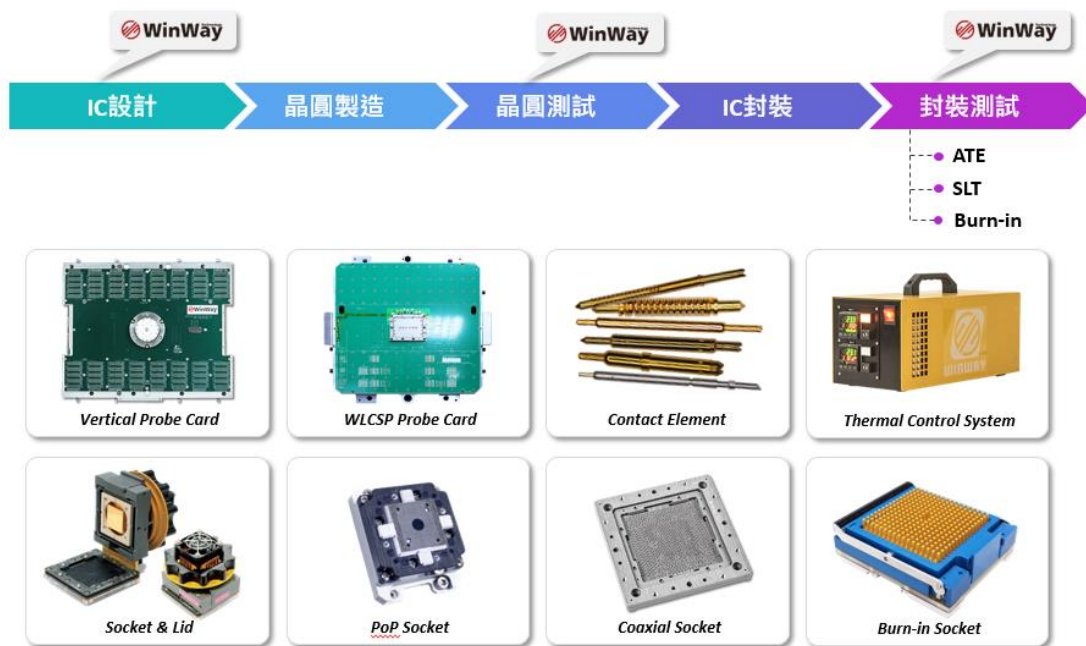 WinWay
WinWay
WinWay
IC設計
晶圓製造
晶圓測試
IC封裝
封裝測試
ATE
SLT
Burn-in
WinWay
Vertical Probe Card
WLCSP Probe Card
Contact Element
WINWAY
Thermal Control System
Socket & Lid
PoP Socket
Coaxial Socket
Burn-in Socket